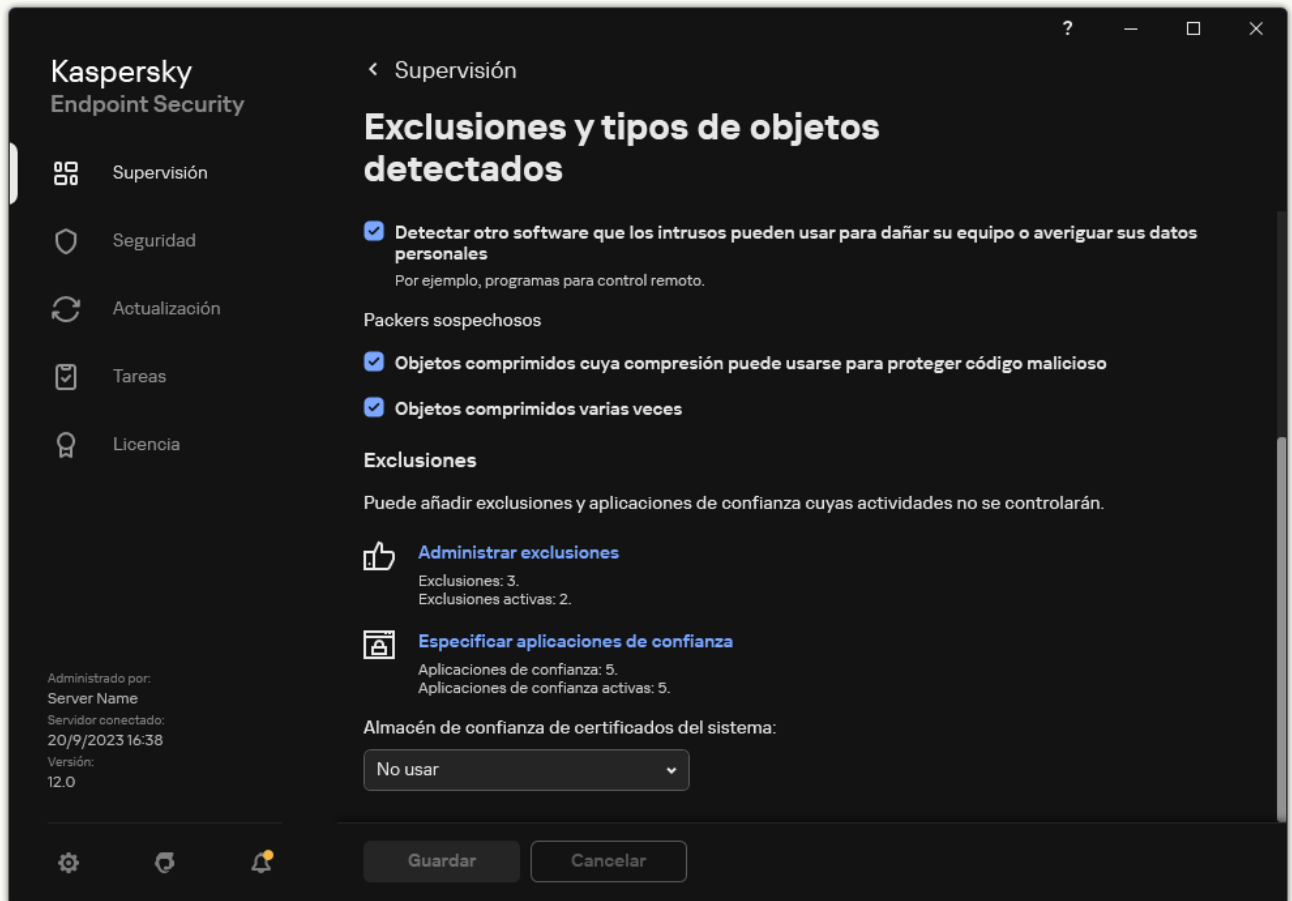 ?
Kaspersky
Endpoint Security
Supervisión
Seguridad
Actualización
Tareas
Licencia
Administrado por:
Server Name
Servidor conectado:
20/9/2023 16:38
Versión:
12.0
Supervisión
Exclusiones y tipos de objetos
detectados
Detectar otro software que los intrusos pueden usar para dañar su equipo o averiguar sus datos
personales
Por ejemplo, programas para control remoto.
Packers sospechosos
Objetos comprimidos cuya compresión puede usarse para proteger código malicioso
Objetos comprimidos varias veces
Exclusiones
Puede añadir exclusiones y aplicaciones de confianza cuyas actividades no se controlarán.
Administrar exclusiones
Exclusiones: 3.
Exclusiones activas: 2.
Especificar aplicaciones de confianza
Aplicaciones de confianza: 5.
Aplicaciones de confianza activas: 5.
Almacén de confianza de certificados del sistema:
No usar
Guardar
Cancelar